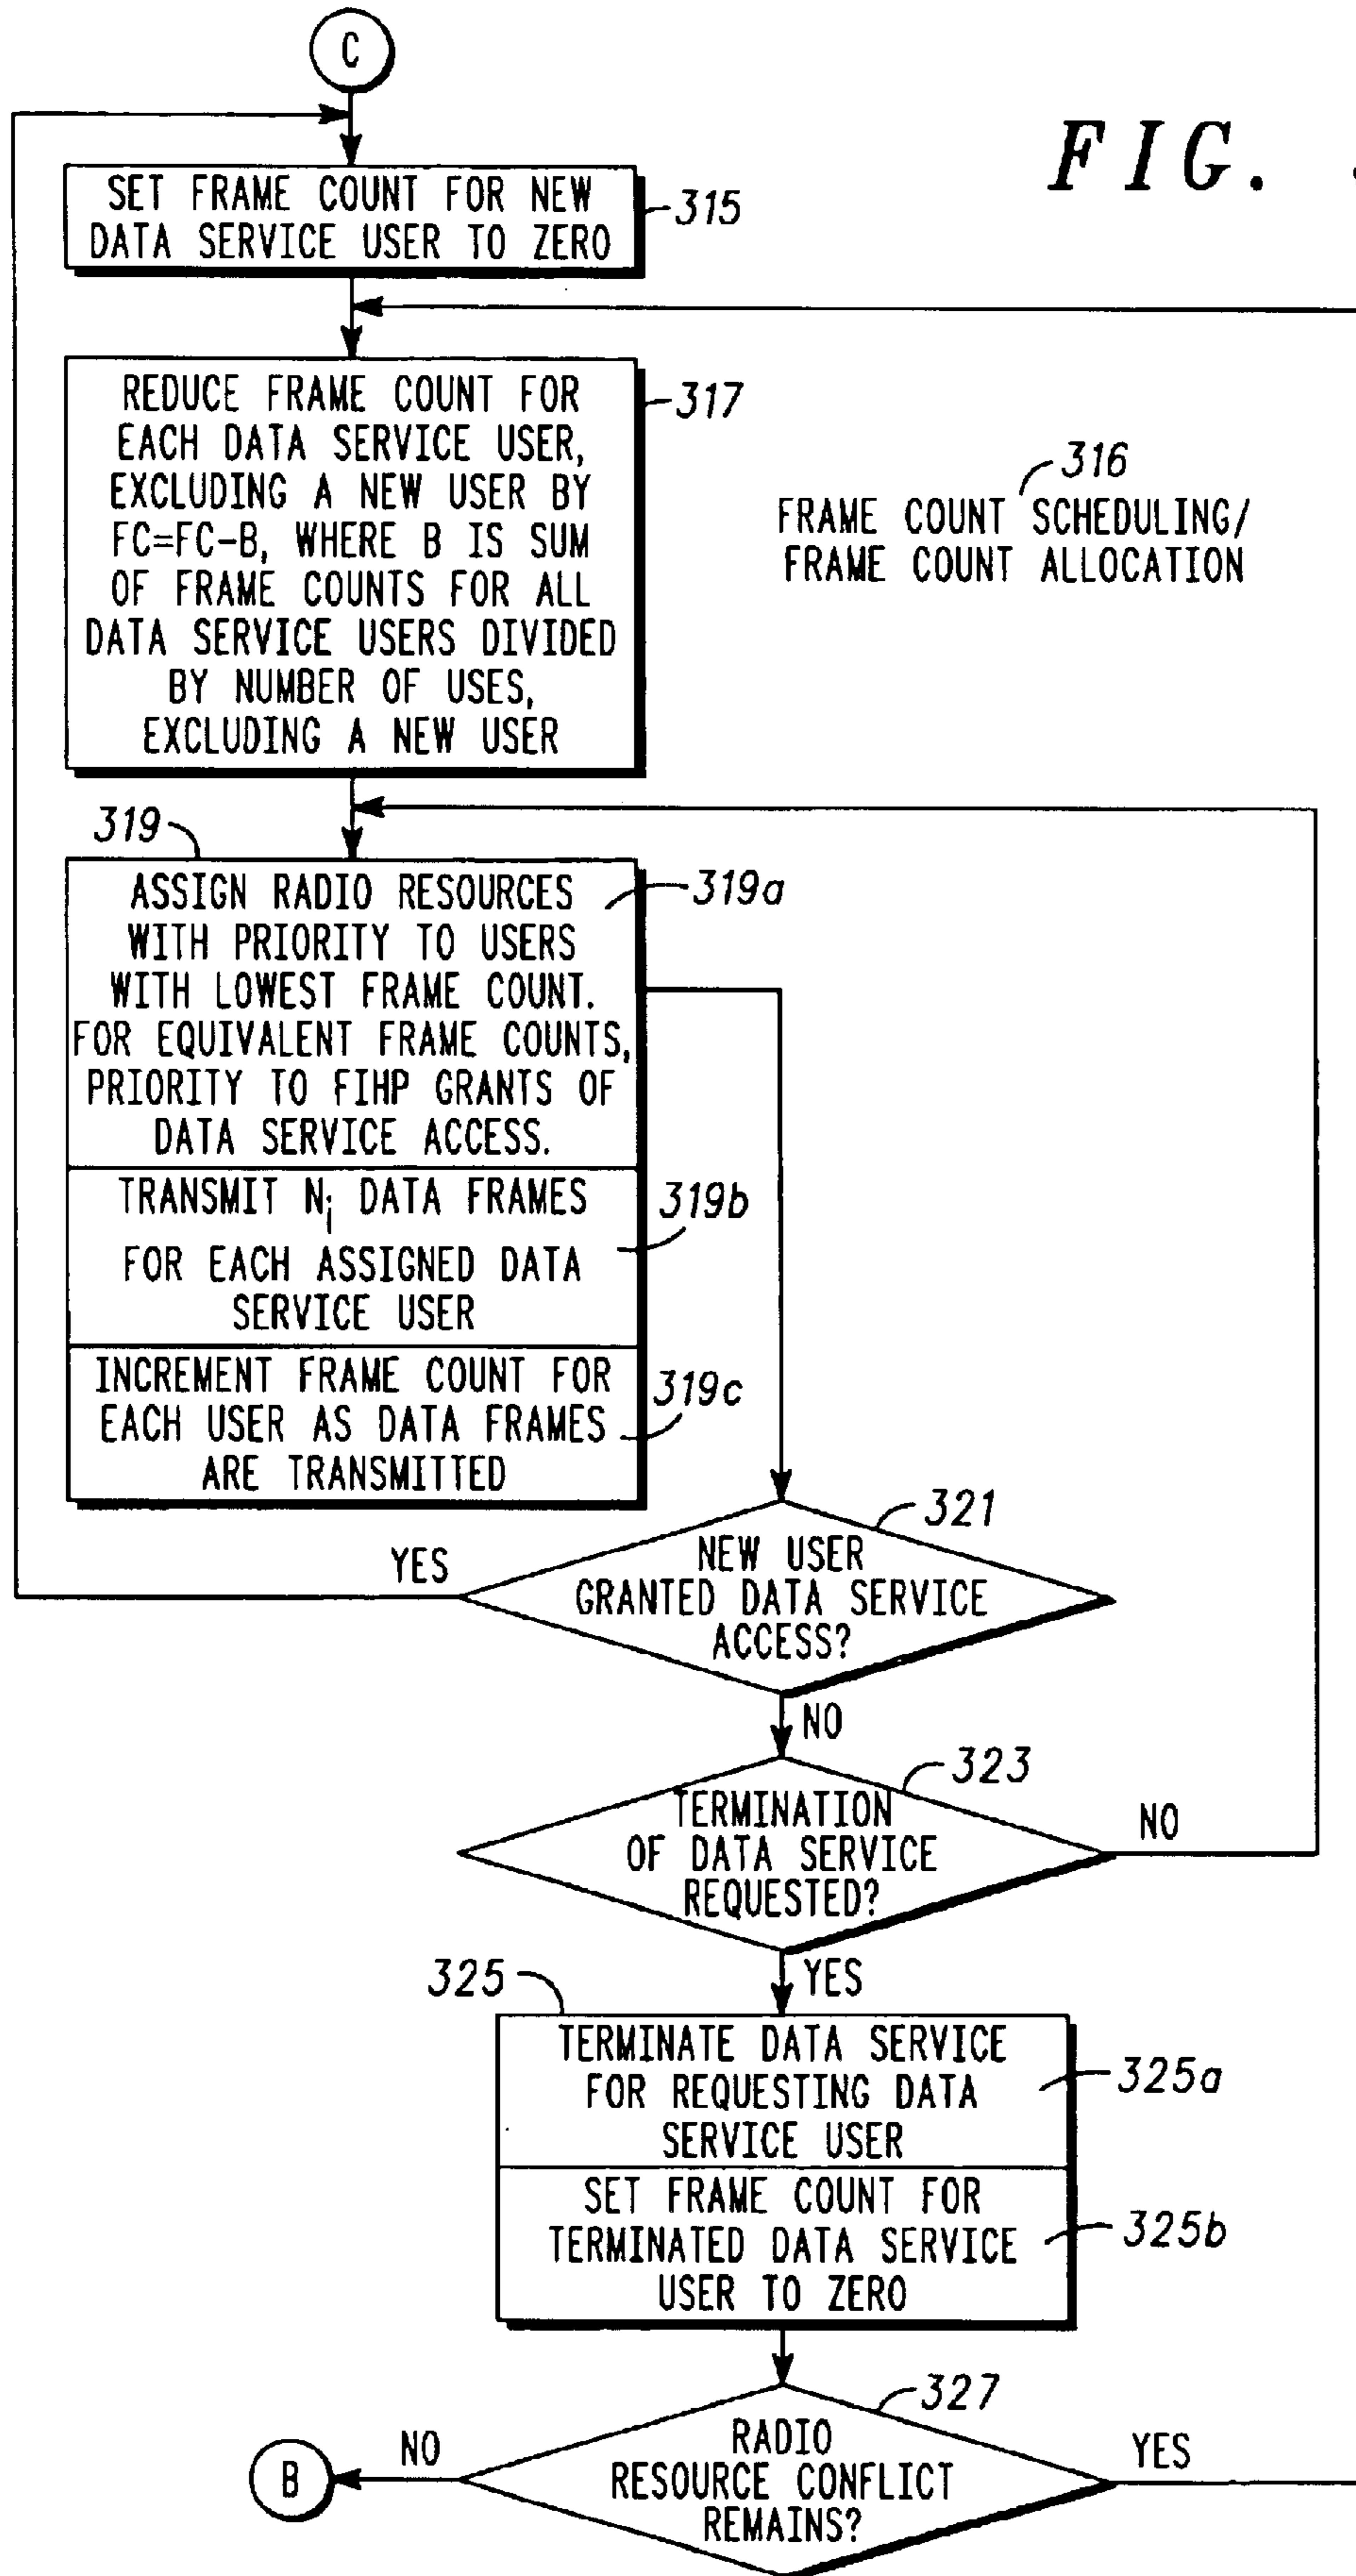 C
FIG.
SET FRAME COUNT FOR NEW
DATA SERVICE USER TO ZERO
315
REDUCE FRAME COUNT FOR
EACH DATA SERVICE USER,
EXCLUDING A NEW USER BY
FC=FC-B, WHERE B IS SUM
OF FRAME COUNTS FOR ALL
DATA SERVICE USERS DIVIDED
BY NUMBER OF USES,
EXCLUDING A NEW USER
317
316
FRAME COUNT SCHEDULING/
FRAME COUNT ALLOCATION
319
ASSIGN RADIO RESOURCES
WITH PRIORITY TO USERS
WITH LOWEST FRAME COUNT.
FOR EQUIVALENT FRAME COUNTS,
PRIORITY TO FIHP GRANTS OF
DATA SERVICE ACCESS.
319a
TRANSMIT Ni DATA FRAMES
FOR EACH ASSIGNED DATA
SERVICE USER
319b
INCREMENT FRAME COUNT FOR
EACH USER AS DATA FRAMES
ARE TRANSMITTED
319c
321
NEW USER
GRANTED DATA SERVICE
ACCESS?
YES
NO
323
TERMINATION
OF DATA SERVICE
REQUESTED?
NO
YES
325
TERMINATE DATA SERVICE
FOR REQUESTING DATA
SERVICE USER
325a
SET FRAME COUNT FOR
TERMINATED DATA SERVICE
USER TO ZERO
325b
327
RADIO
RESOURCE CONFLICT
REMAINS?
NO
B
YES